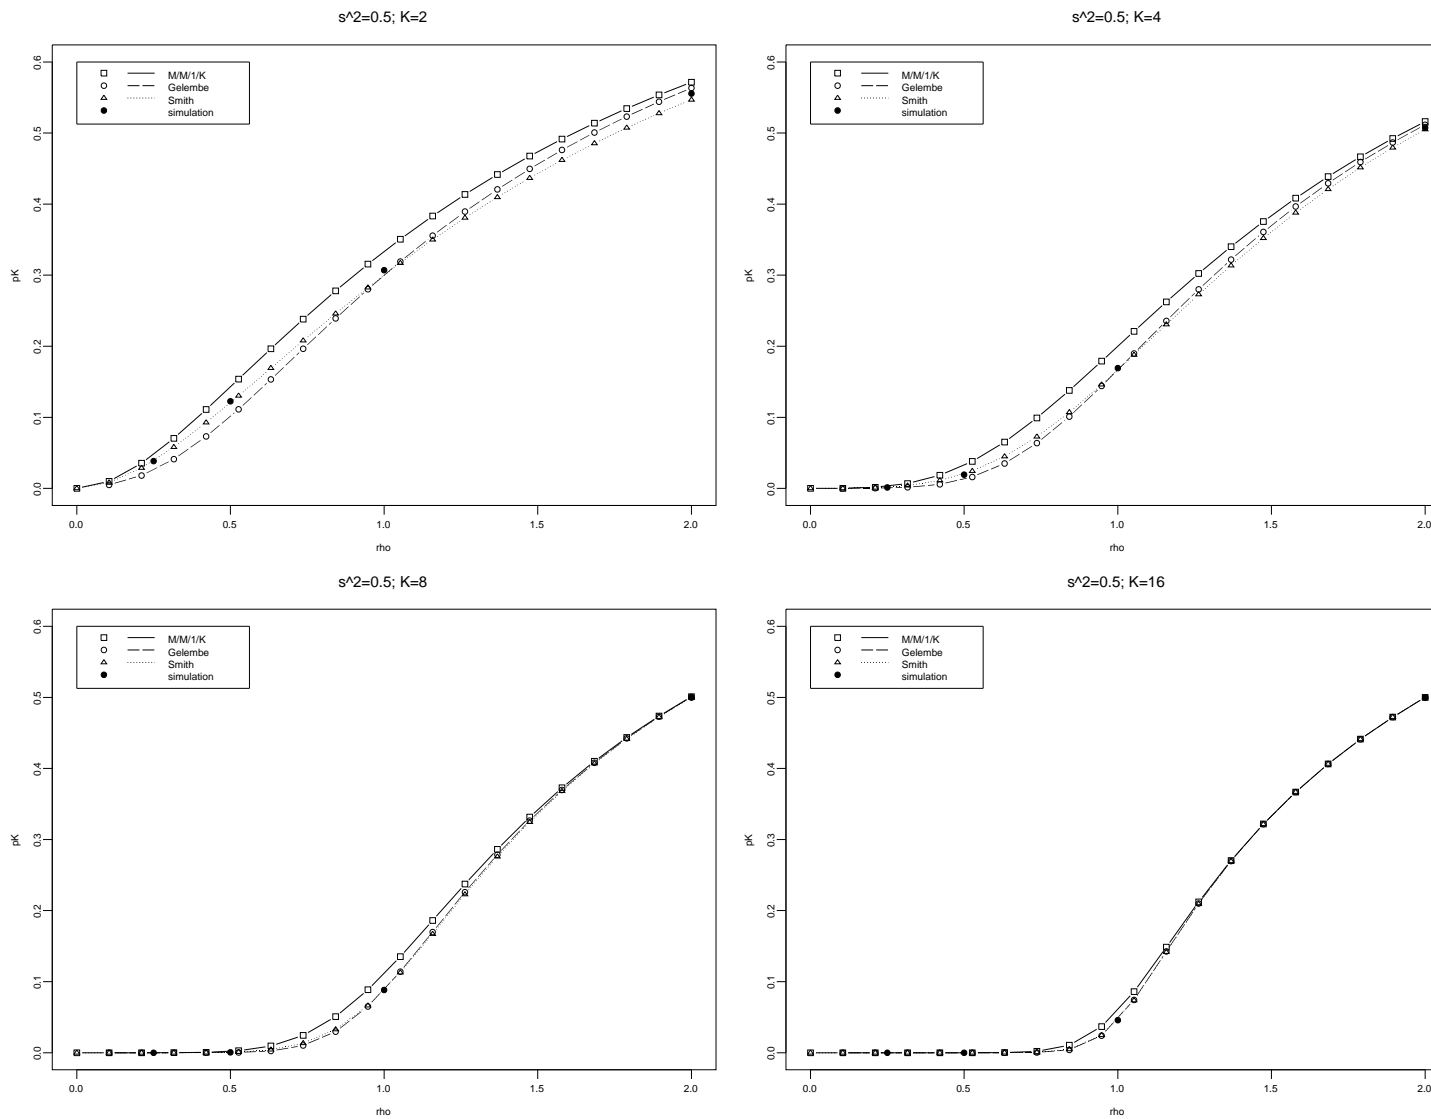 s^2=0.5; K=2
0.6
0.5
0.4
0.3
0.2
0.1
0.0
pK
M/M/1/K
Gelembe
Smith
simulation
0.0 0.5 1.0 1.5 2.0
rho
s^2=0.5; K=4
0.6
0.5
0.4
0.3
0.2
0.1
0.0
pK
M/M/1/K
Gelembe
Smith
simulation
0.0 0.5 1.0 1.5 2.0
rho
s^2=0.5; K=8
0.6
0.5
0.4
0.3
0.2
0.1
0.0
pK
M/M/1/K
Gelembe
Smith
simulation
0.0 0.5 1.0 1.5 2.0
rho
s^2=0.5; K=16
0.6
0.5
0.4
0.3
0.2
0.1
0.0
pK
M/M/1/K
Gelembe
Smith
simulation
0.0 0.5 1.0 1.5 2.0
rho